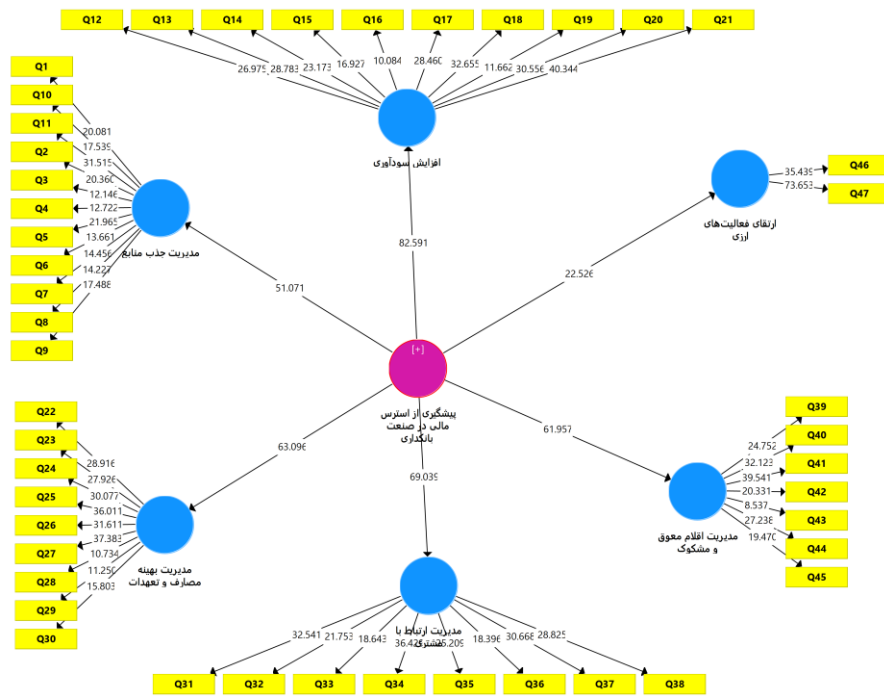 Q12
Q13
Q14
Q15
Q16
Q17
Q18
Q19
Q20
Q21
26.975
28.783
23.173
16.927
10.084
28.460
32.655
11.662
30.556
40.344
افزایش سودآوری
Q1
Q10
Q11
Q2
Q3
Q4
Q5
Q6
Q7
Q8
Q9
20.081
17.539
31.515
20.360
12.146
12.722
21.965
13.661
14.456
14.227
17.488
مدیریت جذب منابع
Q46
Q47
35.439
73.653
ارتقای فعالیت‌های
ارزی
82.591
22.526
51.071
[+]
پیشگیری از استرس
مالی در صنعت
بانکداری
63.096
69.039
61.957
Q22
Q23
Q24
Q25
Q26
Q27
Q28
Q29
Q30
28.916
27.926
30.077
36.011
31.611
37.383
10.734
11.250
15.803
مدیریت بهینه
مصارف و تعهدات
Q39
Q40
Q41
Q42
Q43
Q44
Q45
24.752
32.123
39.541
20.331
8.537
27.238
19.470
مدیریت اقلام معوق
و مشکوک
مدیریت ارتباط با
مشتری
32.541
21.753
18.643
18.396
30.668
28.825
Q31
Q32
Q33
Q34
Q35
Q36
Q37
Q38